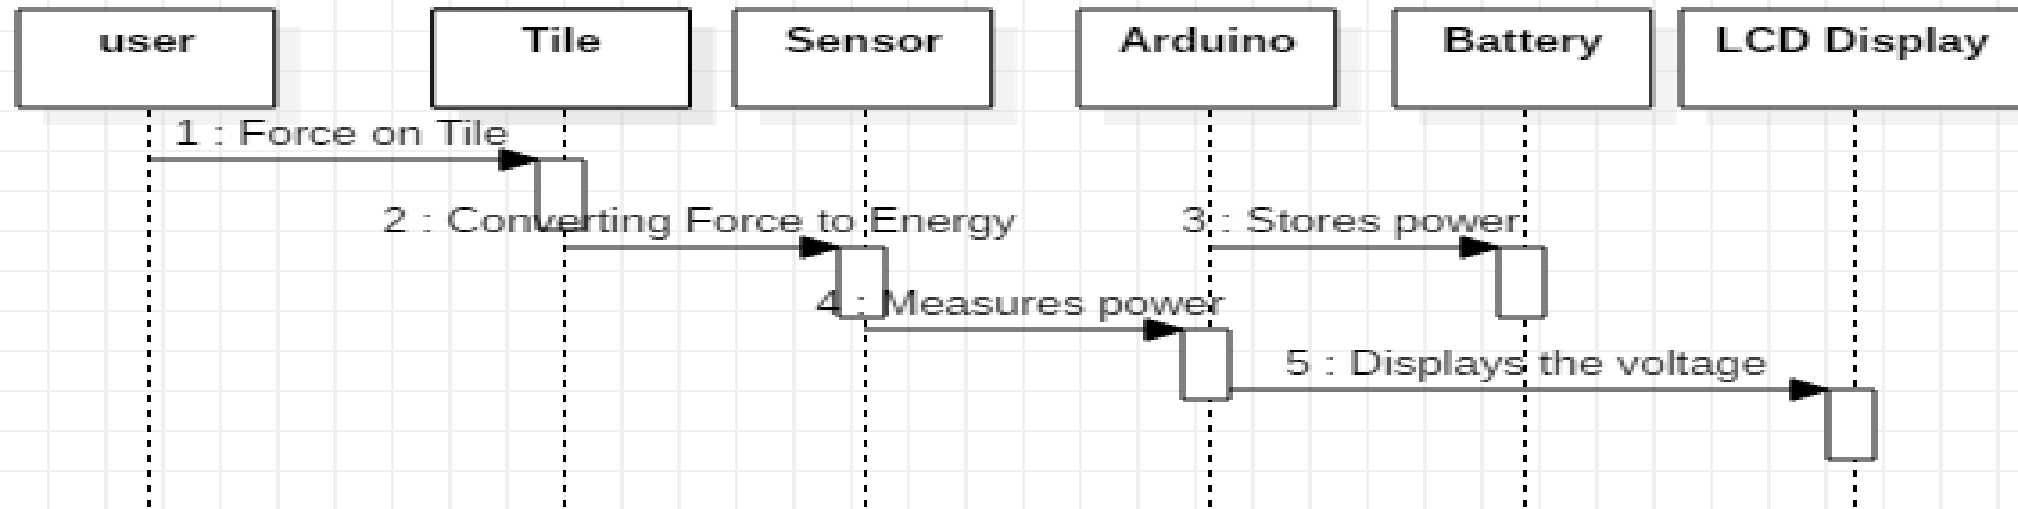 user
Tile
Sensor
Arduino
Battery
LCD Display
1 : Force on Tile
2 : Converting Force to Energy
3 : Stores power
4 : Measures power
5 : Displays the voltage